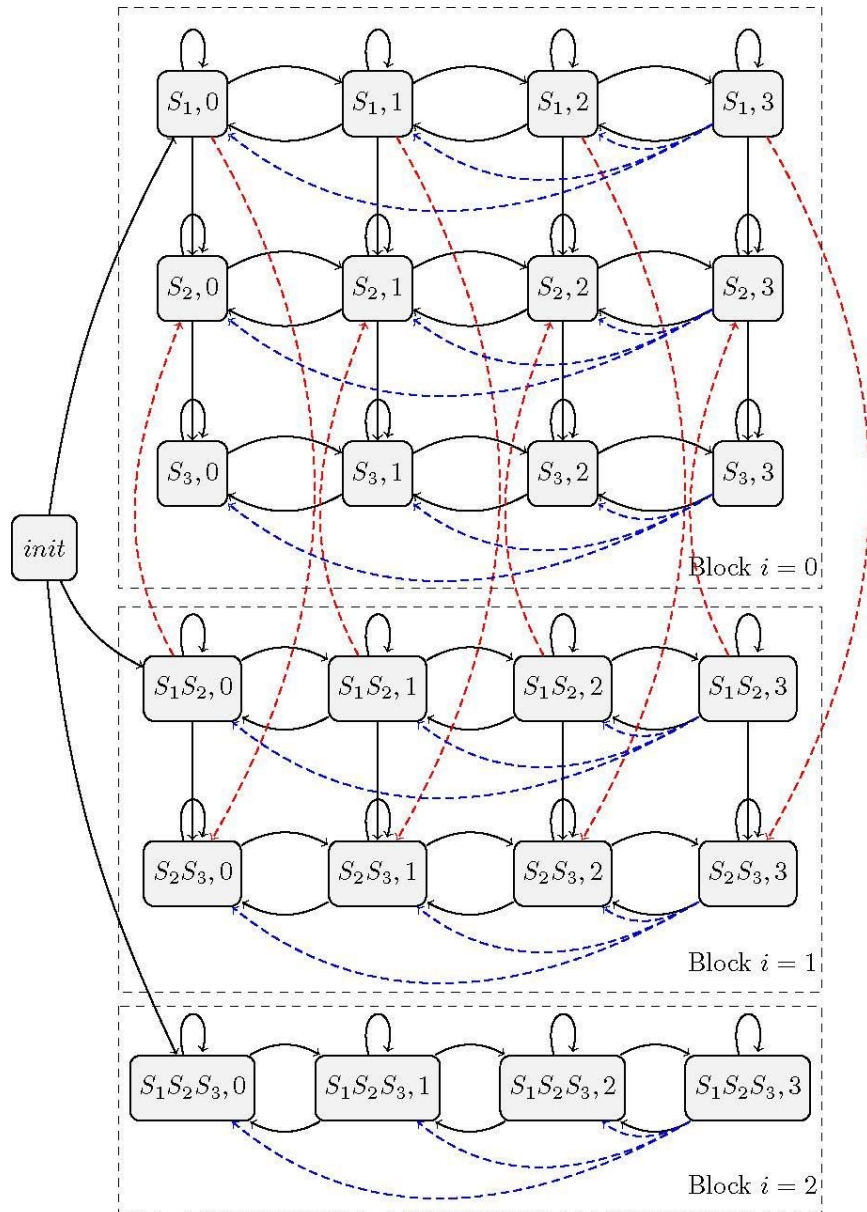 S₁, 0 S₁, 1 S₁, 2 S₁, 3
S₂, 0 S₂, 1 S₂, 2 S₂, 3
S₃, 0 S₃, 1 S₃, 2 S₃, 3
init
Block i = 0
S₁S₂, 0 S₁S₂, 1 S₁S₂, 2 S₁S₂, 3
S₂S₃, 0 S₂S₃, 1 S₂S₃, 2 S₂S₃, 3
Block i = 1
S₁S₂S₃, 0 S₁S₂S₃, 1 S₁S₂S₃, 2 S₁S₂S₃, 3
Block i = 2